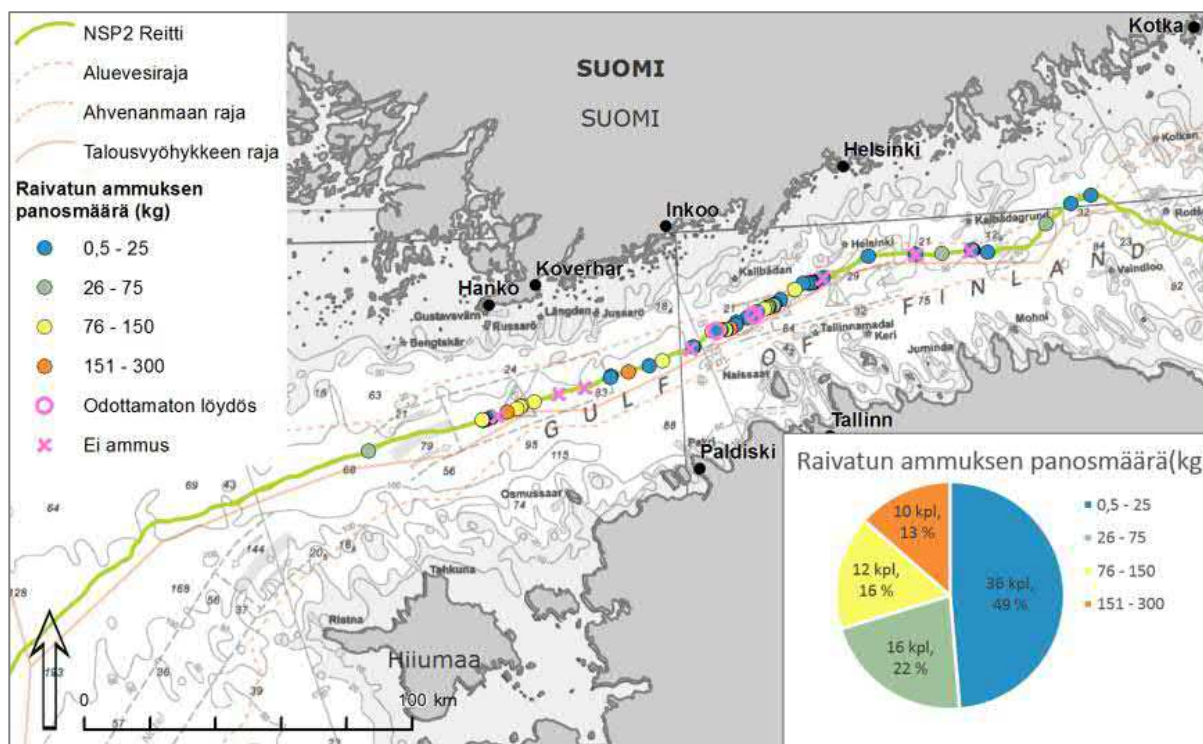 NSP2 Reitti
Aluevesiraja
Ahvenanmaan raja
Talousvyöhykkeen raja
Raivatun ammuksen
panosmäärä (kg)
0,5 - 25
26 - 75
76 - 150
151 - 300
Odottamaton löydös
Ei ammus
SUOMI
SUOMI
Kotka
Helsinki
Inkoo
Koverhar
Hanko
Gustavsvärn
Russarö
Längden
Jussarö
Bengtskär
Kallbådan
Helsinki
Kalbådagrund
Kotkan
Vaindloo
Tallinnamadal
Keri
Mohni
Juminda
Naissaar
GULF OF FINLAND
Tallinn
Pakri
Paldiski
Osmussaar
Tahkuna
Ristna
Hiiumaa
0
100 km
Raivatun ammuksen panosmäärä(kg
10 kpl,
13 %
12 kpl,
16 %
16 kpl,
22 %
36 kpl,
49 %
0,5 - 25
26 - 75
76 - 150
151 - 300